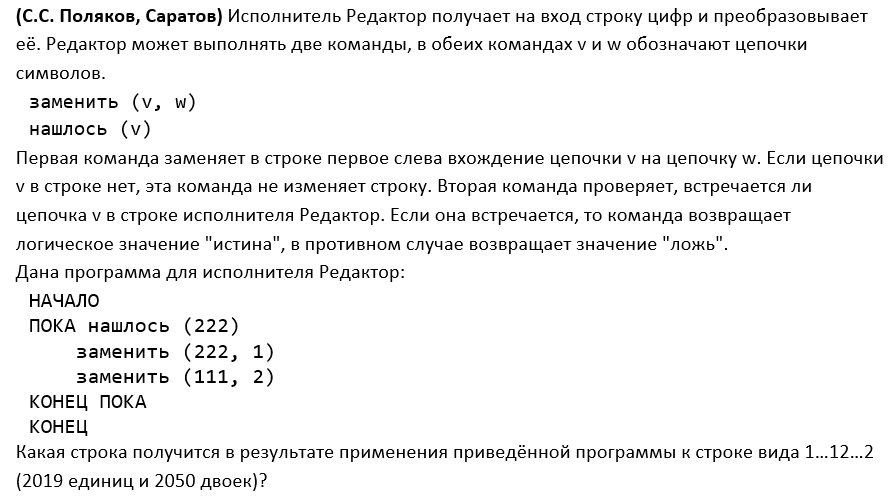 (С.С. Поляков, Саратов) Исполнитель Редактор получает на вход строку цифр и преобразовывает
её. Редактор может выполнять две команды, в обеих командах v и w обозначают цепочки
символов.
заменить (v, w)
нашлось (v)
Первая команда заменяет в строке первое слева вхождение цепочки v на цепочку w. Если цепочки
v в строке нет, эта команда не изменяет строку. Вторая команда проверяет, встречается ли
цепочка v в строке исполнителя Редактор. Если она встречается, то команда возвращает
логическое значение "истина", в противном случае возвращает значение "ложь".
Дана программа для исполнителя Редактор:
НАЧАЛО
ПОКА нашлось (222)
заменить (222, 1)
заменить (111, 2)
КОНЕЦ ПОКА
КОНЕЦ
Какая строка получится в результате применения приведённой программы к строке вида 1…12…2
(2019 единиц и 2050 двоек)?